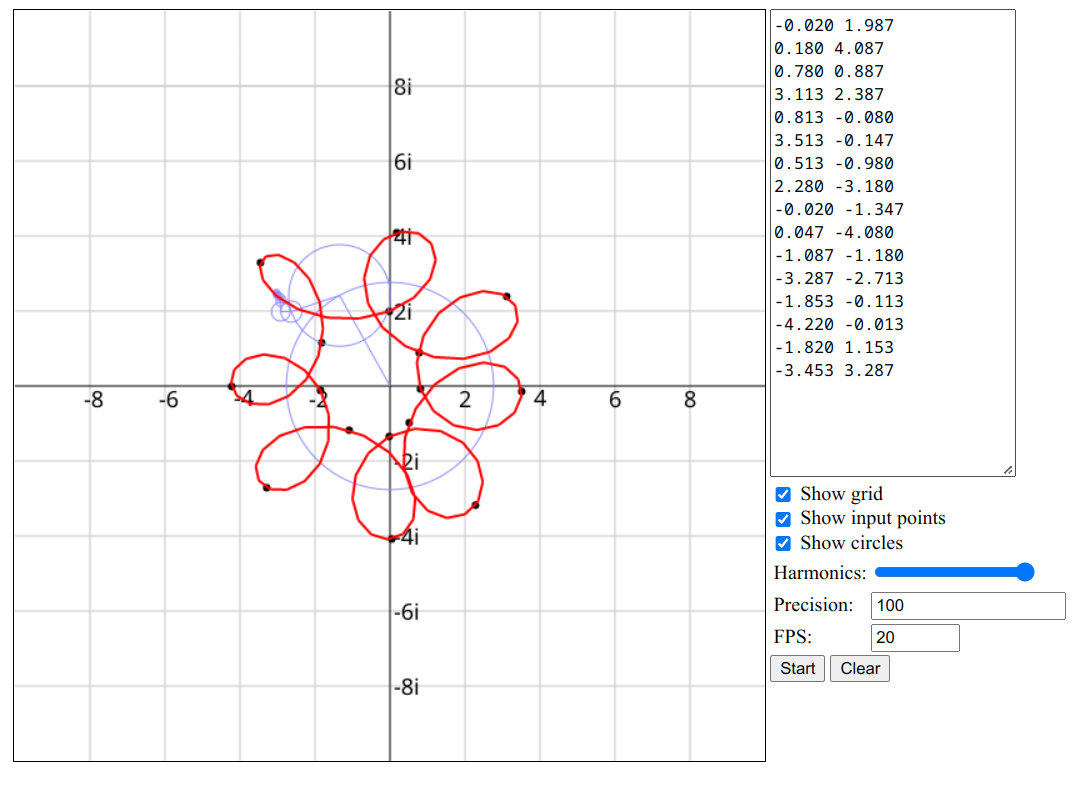 8i
6i
4i
2i
-8 -6 -4 -2 2 4 6 8
-2i
-4i
-6i
-8i
-0.020 1.987
0.180 4.087
0.780 0.887
3.113 2.387
0.813 -0.080
3.513 -0.147
0.513 -0.980
2.280 -3.180
-0.020 -1.347
0.047 -4.080
-1.087 -1.180
-3.287 -2.713
-1.853 -0.113
-4.220 -0.013
-1.820 1.153
-3.453 3.287
Show grid
Show input points
Show circles
Harmonics:
Precision: 100
FPS: 20
Start Clear